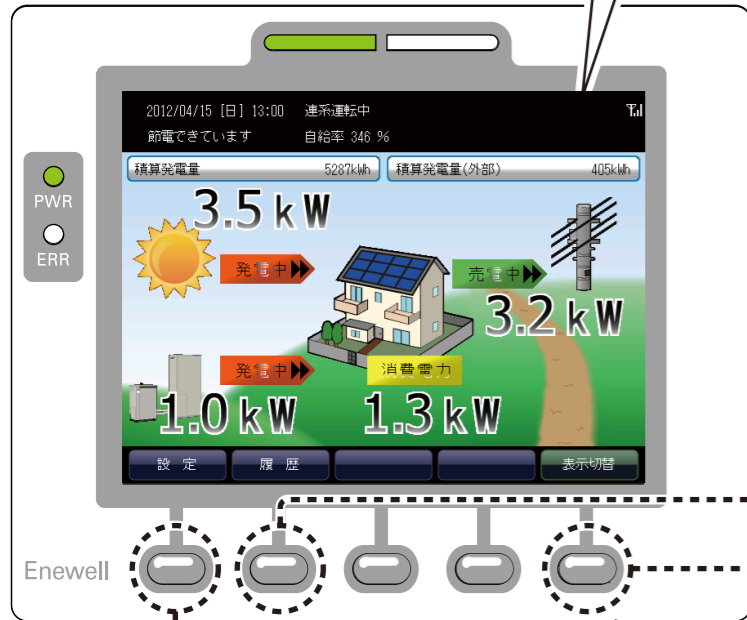 2012/04/15 [日] 13:00 連系運転中
節電できています 自給率 346 %
積算発電量 5287kWh 積算発電量(外部) 405kWh
PWR
ERR
3.5 kW
発電中
売電中
3.2 kW
発電中
消費電力
1.0 kW
1.3 kW
設定 履歴 表示切替
Enewell